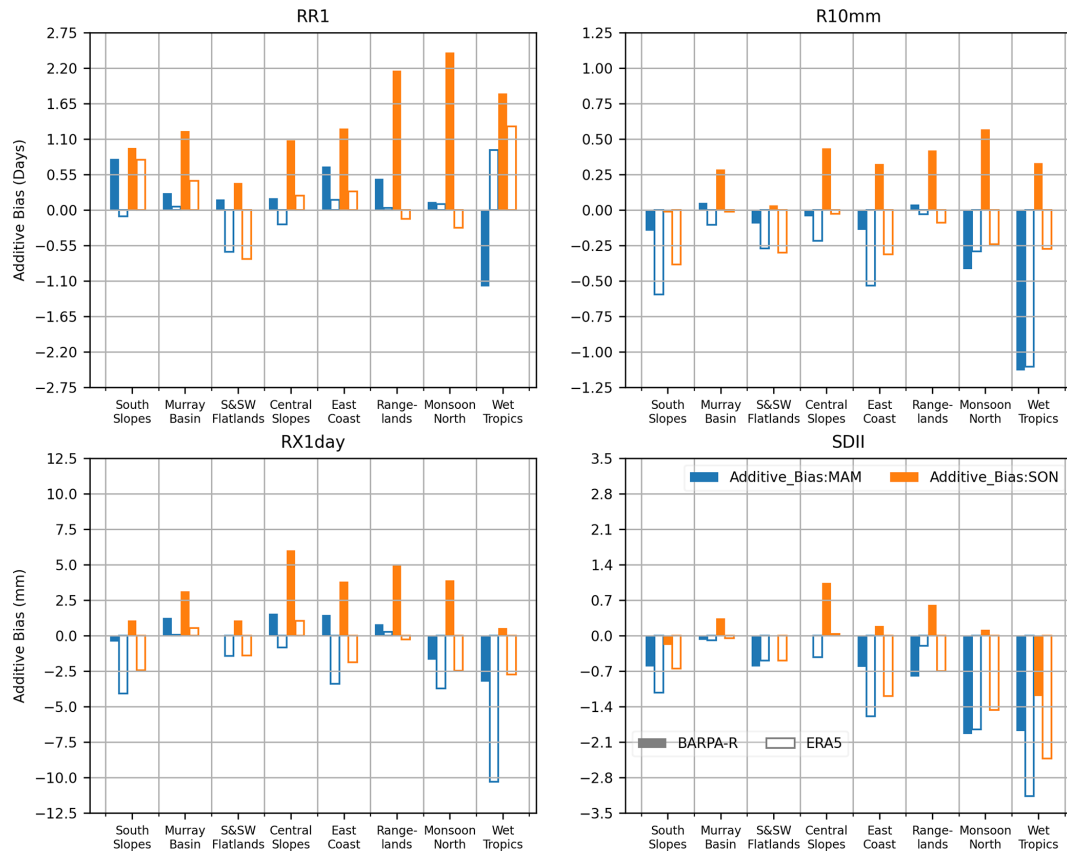 RR1
Additive Bias (Days)
2.75
2.20
1.65
1.10
0.55
0.00
−0.55
−1.10
−1.65
−2.20
−2.75
South Slopes
Murray Basin
S&SW Flatlands
Central Slopes
East Coast
Range- lands
Monsoon North
Wet Tropics
R10mm
1.25
1.00
0.75
0.50
0.25
0.00
−0.25
−0.50
−0.75
−1.00
−1.25
South Slopes
Murray Basin
S&SW Flatlands
Central Slopes
East Coast
Range- lands
Monsoon North
Wet Tropics
RX1day
Additive Bias (mm)
12.5
10.0
7.5
5.0
2.5
0.0
−2.5
−5.0
−7.5
−10.0
−12.5
South Slopes
Murray Basin
S&SW Flatlands
Central Slopes
East Coast
Range- lands
Monsoon North
Wet Tropics
SDII
3.5
2.8
2.1
1.4
0.7
0.0
−0.7
−1.4
−2.1
−2.8
−3.5
Additive_Bias:MAM
Additive_Bias:SON
BARPA-R
ERA5
South Slopes
Murray Basin
S&SW Flatlands
Central Slopes
East Coast
Range- lands
Monsoon North
Wet Tropics